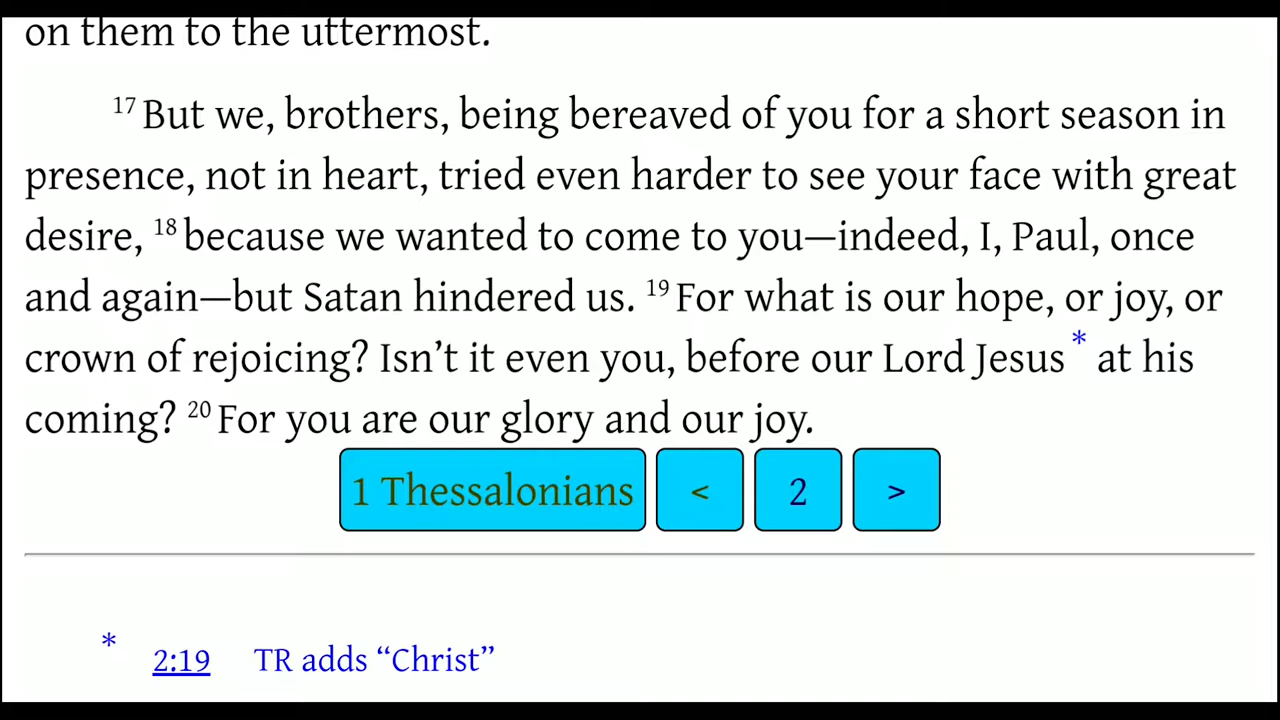 on them to the uttermost.
17 But we, brothers, being bereaved of you for a short season in
presence, not in heart, tried even harder to see your face with great
desire, 18 because we wanted to come to you—indeed, I, Paul, once
and again—but Satan hindered us. 19 For what is our hope, or joy, or
crown of rejoicing? Isn’t it even you, before our Lord Jesus * at his
coming? 20 For you are our glory and our joy.
1 Thessalonians < 2 >
* 2:19 TR adds “Christ”